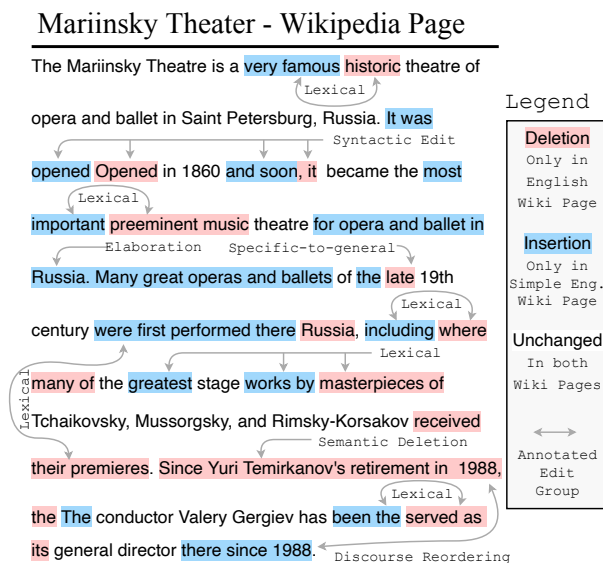 Mariinsky Theater - Wikipedia Page
The Mariinsky Theatre is a very famous historic theatre of
Lexical
opera and ballet in Saint Petersburg, Russia. It was
Syntactic Edit
opened Opened in 1860 and soon, it became the most
Lexical
important preeminent music theatre for opera and ballet in
Elaboration Specific-to-general
Russia. Many great operas and ballets of the late 19th
Lexical
century were first performed there Russia, including where
Lexical
many of the greatest stage works by masterpieces of
Lexical
Tchaikovsky, Mussorgsky, and Rimsky-Korsakov received
Semantic Deletion
their premieres. Since Yuri Temirkanov's retirement in 1988,
Lexical
the The conductor Valery Gergiev has been the served as
its general director there since 1988.
Discourse Reordering
Legend
Deletion
Only in
English
Wiki Page
Insertion
Only in
Simple Eng.
Wiki Page
Unchanged
In both
Wiki Pages
Annotated
Edit
Group